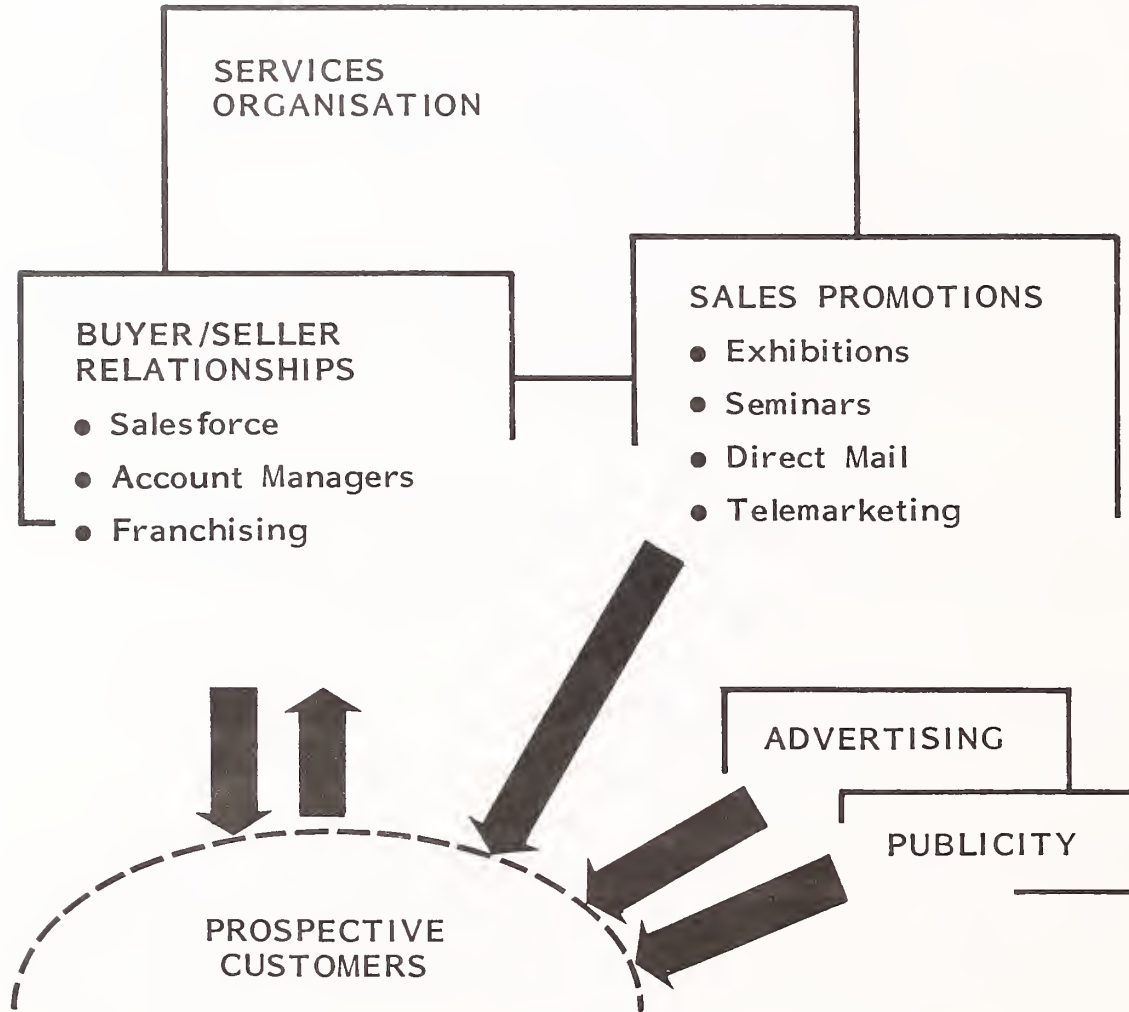 SERVICES
ORGANISATION
BUYER/SELLER
RELATIONSHIPS
• Salesforce
• Account Managers
• Franchising
SALES PROMOTIONS
• Exhibitions
• Seminars
• Direct Mail
• Telemarketing
ADVERTISING
PUBLICITY
PROSPECTIVE
CUSTOMERS